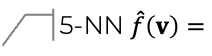 5-NN f̂(v) =